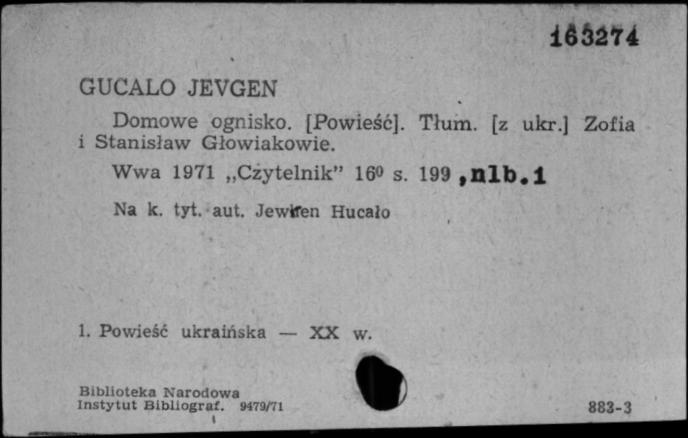 163274
GUCALO JEVGEN
Domowe ognisko. [Powieść]. Tłum. [z ukr.] Zofia
i Stanisław Głowiakowie.
Wwa 1971 „Czytelnik” 16⁰ s. 199 ,nlb.1
Na k. tyt. aut. Hucało
1. Powieść ukraińska — XX w.
Biblioteka Narodowa
Instytut Bibliograf. 9479/71
883-3